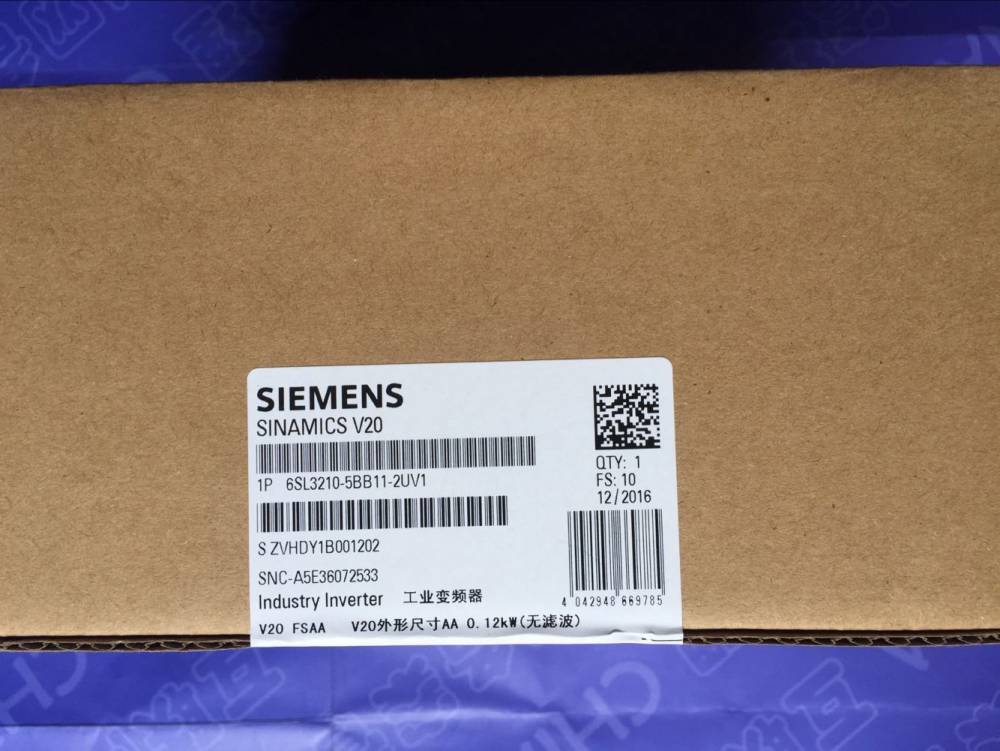 SIEMENS
SINAMICS V20
1P 6SL3210-5BB11-2UV1
S ZVHDY1B001202
SNC-A5E36072533
Industry Inverter 工业变频器
V20 FSAA V20外形尺寸AA 0.12kW(无滤波)
QTY: 1
FS: 10
12/2016
4 042948 669785